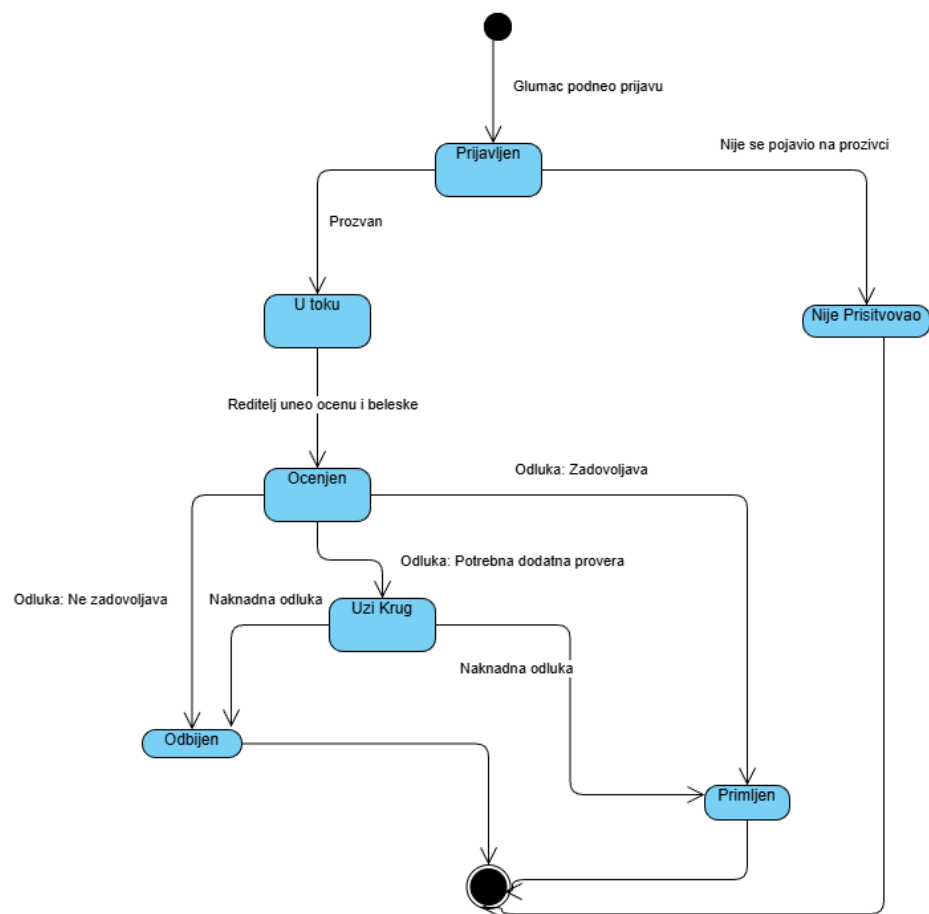 Glumac podneo prijavu
Prijavljen
Nije se pojavio na prozivci
Prozvan
U toku
Nije Prisitvovao
Reditelj uneo ocenu i beleske
Ocenjen
Odluka: Zadovoljava
Odluka: Potrebna dodatna provera
Odluka: Ne zadovoljava
Naknadna odluka
Uzi Krug
Naknadna odluka
Odbijen
Primljen